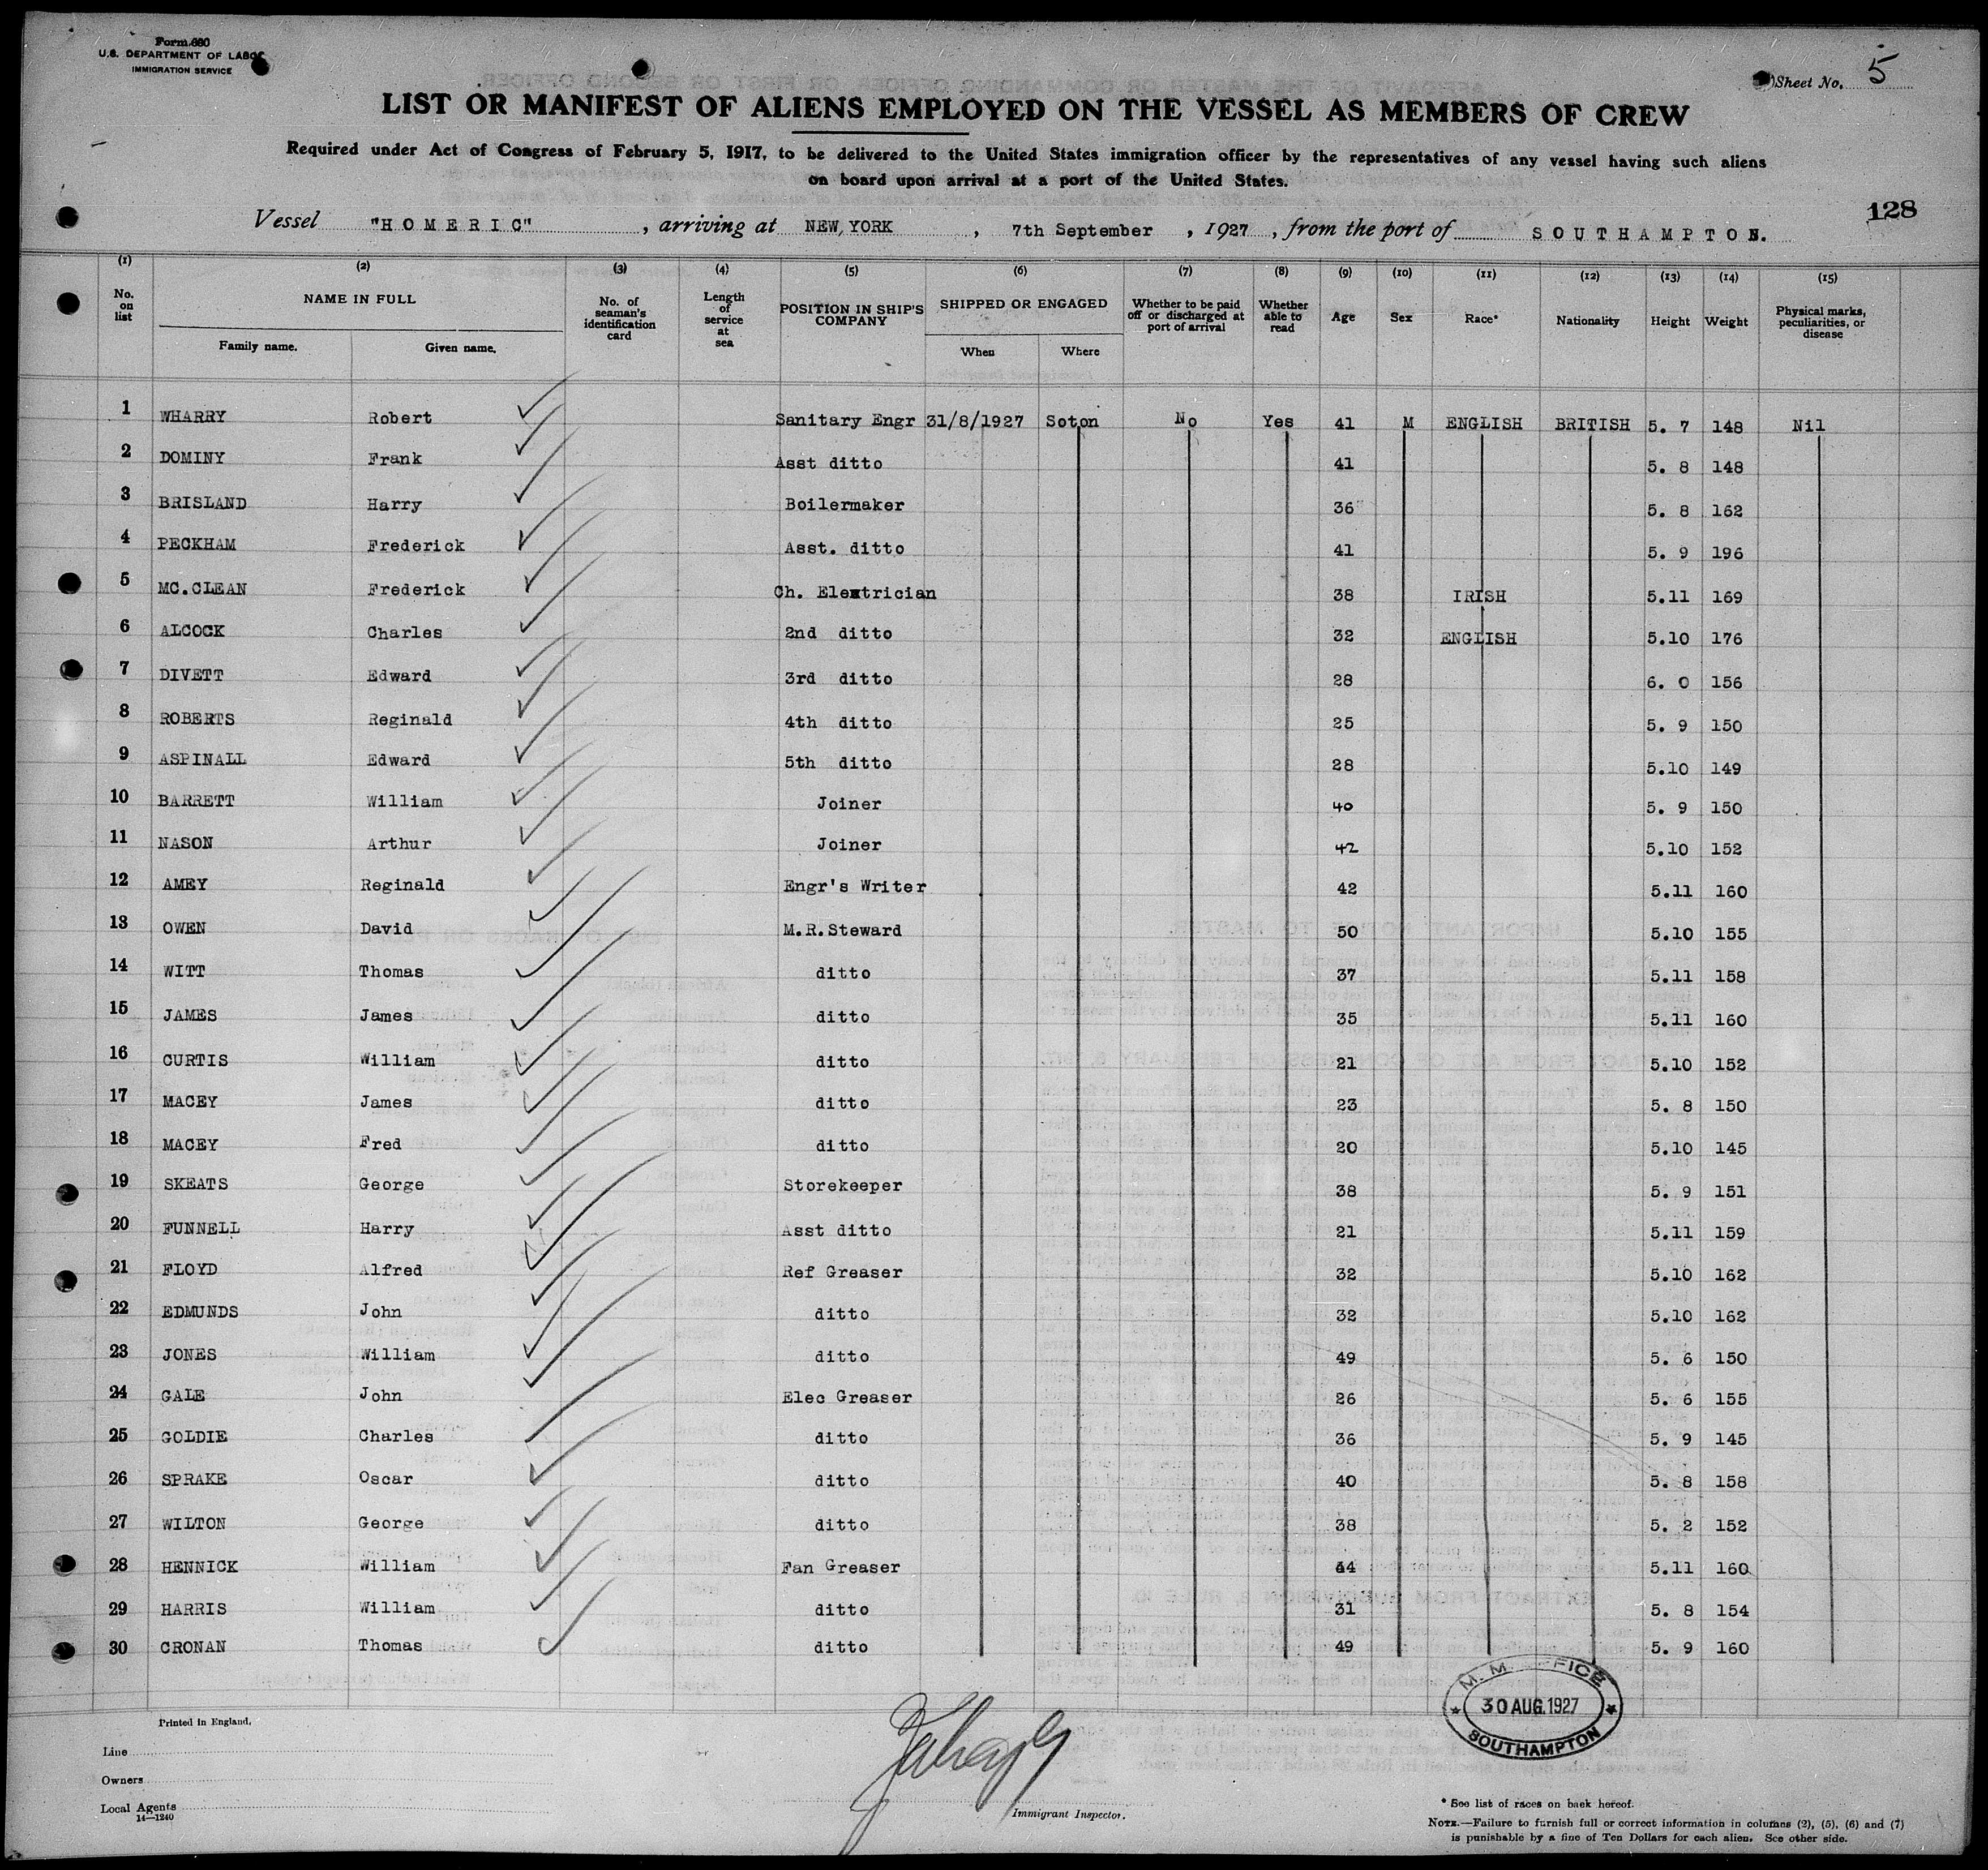 Form 680
U.S. DEPARTMENT OF LABOR
IMMIGRATION SERVICE
Sheet No. 5
LIST OR MANIFEST OF ALIENS EMPLOYED ON THE VESSEL AS MEMBERS OF CREW
Required under Act of Congress of February 5, 1917, to be delivered to the United States immigration officer by the representatives of any vessel having such aliens
on board upon arrival at a port of the United States.
128
Vessel "HOMERIC", arriving at NEW YORK, 7th September, 1927, from the port of SOUTHAMPTON.
(1) (2) (3) (4) (5) (6) (7) (8) (9) (10) (11) (12) (13) (14) (15)
No. on list NAME IN FULL Family name. Given name. No. of seaman's identification card Length of service at sea POSITION IN SHIP'S COMPANY SHIPPED OR ENGAGED When Where Whether to be paid off or discharged at port of arrival Whether able to read Age Sex Race* Nationality Height Weight Physical marks, peculiarities, or disease
1 WHARRY Robert Sanitary Engr 31/8/1927 Soton No Yes 41 M ENGLISH BRITISH 5. 7 148 Nil
2 DOMINY Frank Asst ditto 41 5. 8 148
3 BRISLAND Harry Boilermaker 36 5. 8 162
4 PECKHAM Frederick Asst. ditto 41 5. 9 196
5 MC.CLEAN Frederick Ch. Electrician 38 IRISH 5.11 169
6 ALCOCK Charles 2nd ditto 32 ENGLISH 5.10 176
7 DIVETT Edward 3rd ditto 28 6. 0 156
8 ROBERTS Reginald 4th ditto 25 5. 9 150
9 ASPINALL Edward 5th ditto 28 5.10 149
10 BARRETT William Joiner 40 5. 9 150
11 NASON Arthur Joiner 42 5.10 152
12 AMEY Reginald Engr's Writer 42 5.11 160
13 OWEN David M.R.Steward 50 5.10 155
14 WITT Thomas ditto 37 5.11 158
15 JAMES James ditto 35 5.11 160
16 CURTIS William ditto 21 5.10 152
17 MACEY James ditto 23 5. 8 150
18 MACEY Fred ditto 20 5.10 145
19 SKEATS George Storekeeper 38 5. 9 151
20 FUNNELL Harry Asst ditto 21 5.11 159
21 FLOYD Alfred Ref Greaser 32 5.10 162
22 EDMUNDS John ditto 32 5.10 162
23 JONES William ditto 49 5. 6 150
24 GALE John Elec Greaser 26 5. 6 155
25 GOLDIE Charles ditto 36 5. 9 145
26 SPRAKE Oscar ditto 40 5. 8 158
27 WILTON George ditto 38 5. 2 152
28 HENNICK William Fan Greaser 44 5.11 160
29 HARRIS William ditto 31 5. 8 154
30 CRONAN Thomas ditto 49 5. 9 160
M. M. FICE
30 AUG.1927
SOUTHAMPTON
Printed in England.
Line
Owners
Local Agents
14—1240
Immigrant Inspector.
* See list of races on back hereof.
NOTE.—Failure to furnish full or correct information in columns (2), (5), (6) and (7)
is punishable by a fine of Ten Dollars for each alien. See other side.